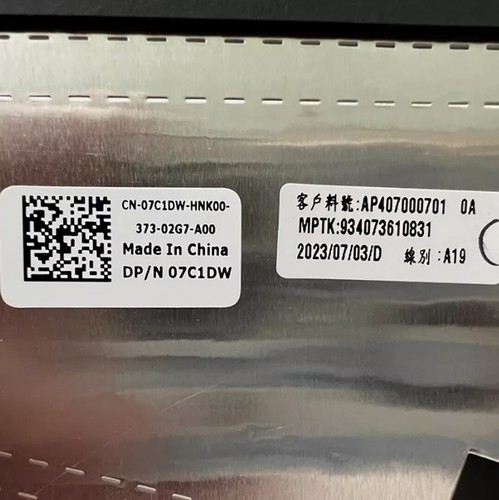 CN-07C1DW-HNK00-
373-02G7-A00
Made In China
DP/N 07C1DW
客户料號:AP407000701 0A
MPTK:934073610831
2023/07/03/D 線別:A19